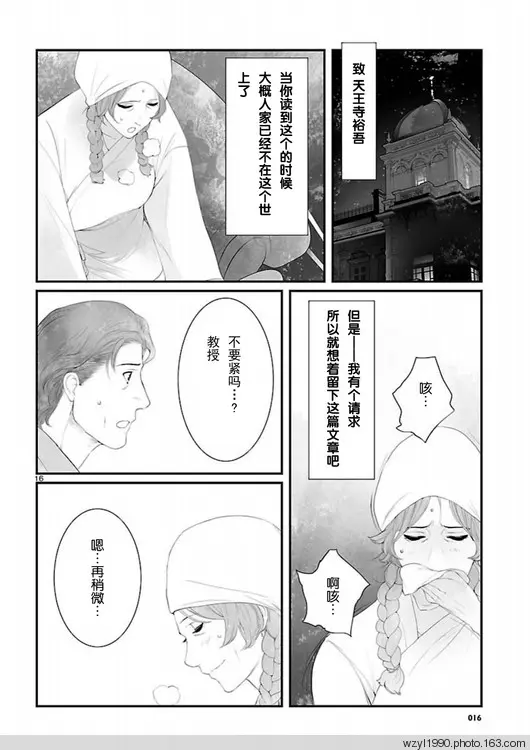 致 天王寺裕吾
当你读到这个的时候
大概人家已经不在这个世
上了
但是——我有个请求
所以就想着留下这篇文章吧
咳…
啊咳…
不要紧吗…?
教授
16
嗯…再稍微…
016
wzyl1990.photo.163.com